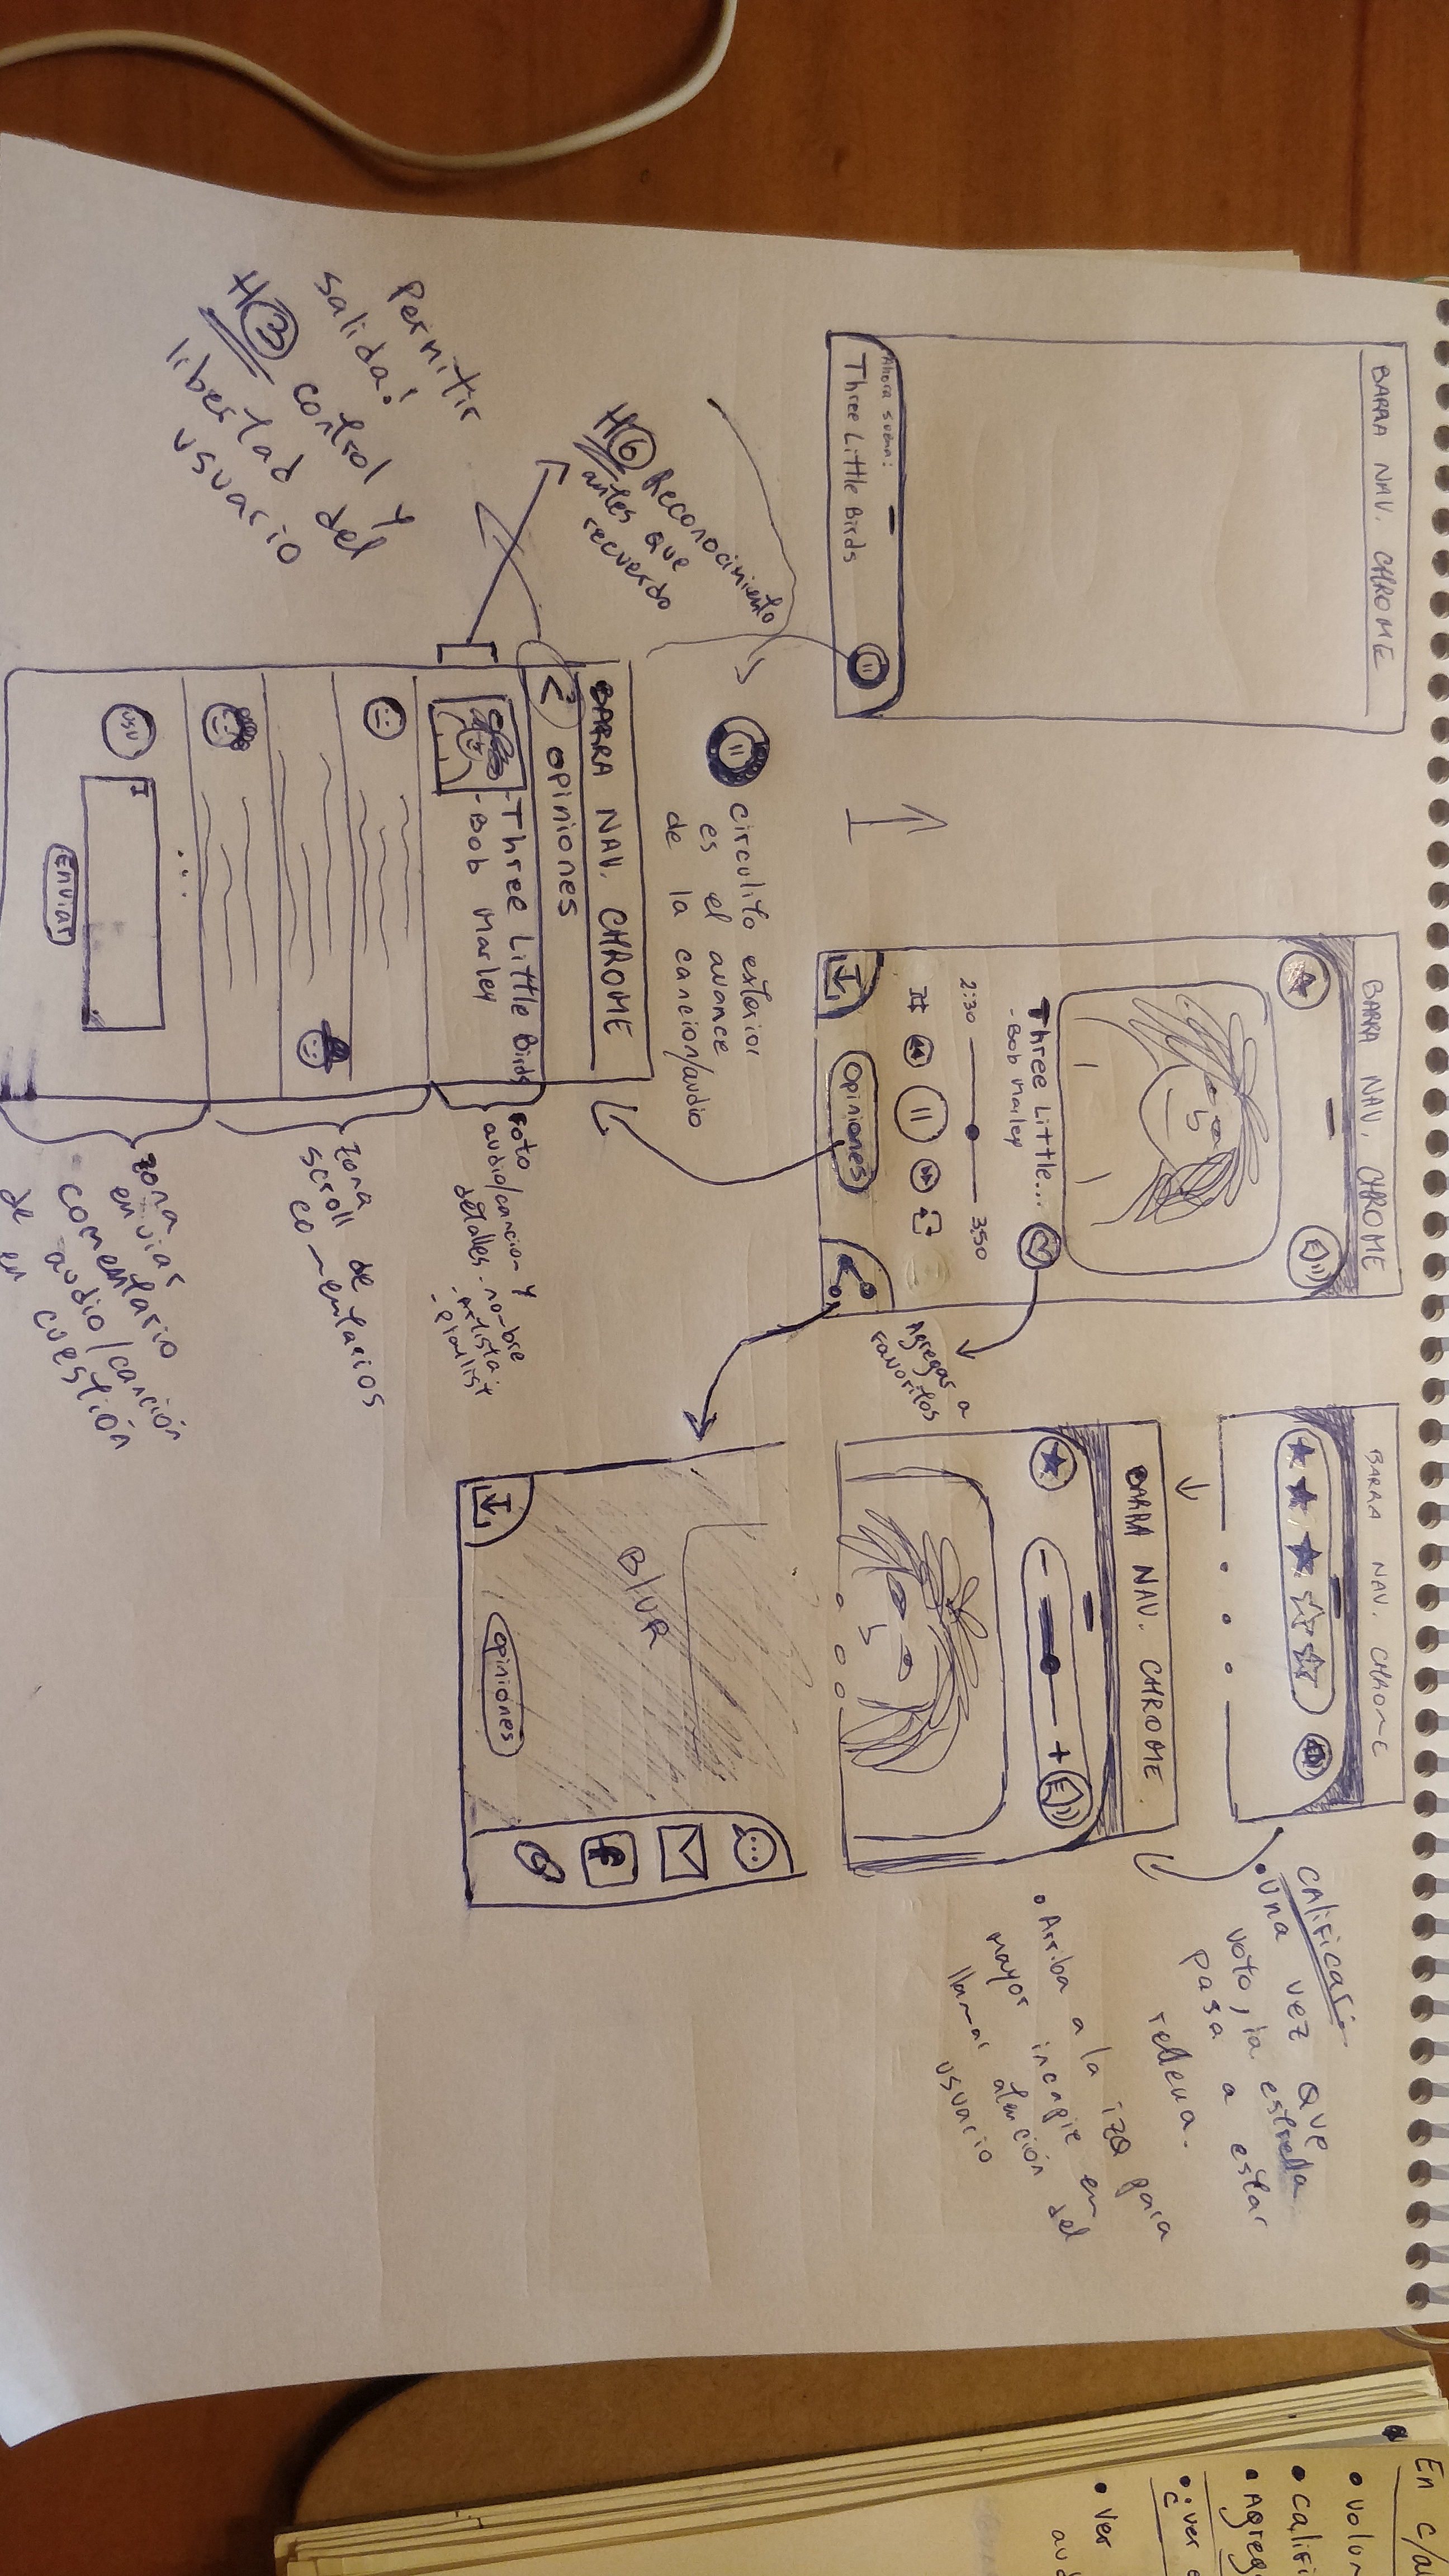 BARRA NAV. CHROME
Ahora suena:
Three Little Birds
BARRA NAV. CHROME
Three Little...
- Bob Marley
2:30
3:50
Opiniones
Agregar a
Favoritos
BARRA NAV. CHROME
BARRA NAV. CHROME
- +
CAlificar:
• Una vez que
voto, la estrella
pasa a estar
rellena.
• Arriba a la izq para
mayor incapie en
llamar atención del
usuario
circulito exterior
es el avance
de la cancion/audio
H6 Reconocimiento
antes que
recuerdo
Permitir
salida!
H3 control y
libertad del
usuario
BARRA NAV. CHROME
< opiniones
- Three Little Birds
- Bob Marley
USU
Enviar
Foto
audio/cancion y
detalles - nombre
- Artista
- Playlist
Zona
scroll de
comentarios
Zona
enviar
comentario
de audio/canción
en cuestión
Blur
f
opiniones
En c/au
• Volum
• Califi
• Agreg
• ¿ver
• Ver
aud